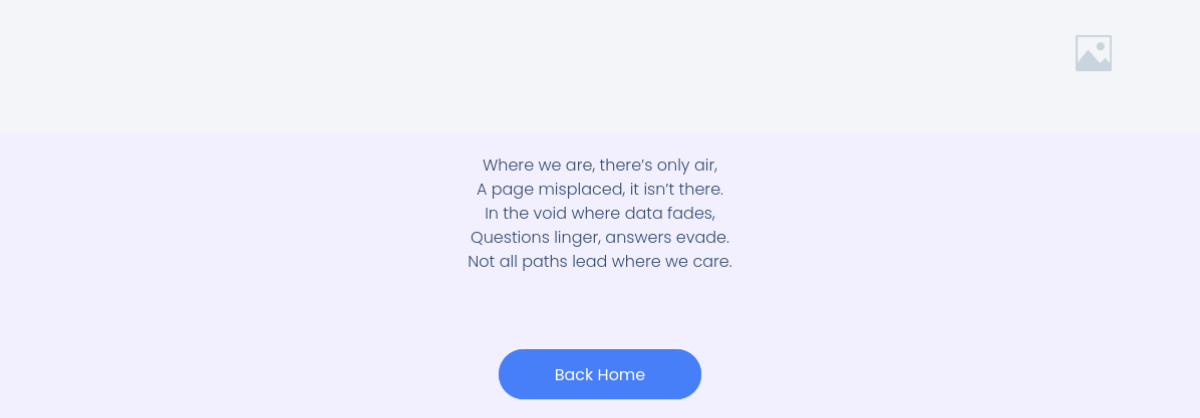 Where we are, there’s only air,
A page misplaced, it isn’t there.
In the void where data fades,
Questions linger, answers evade.
Not all paths lead where we care.
Back Home